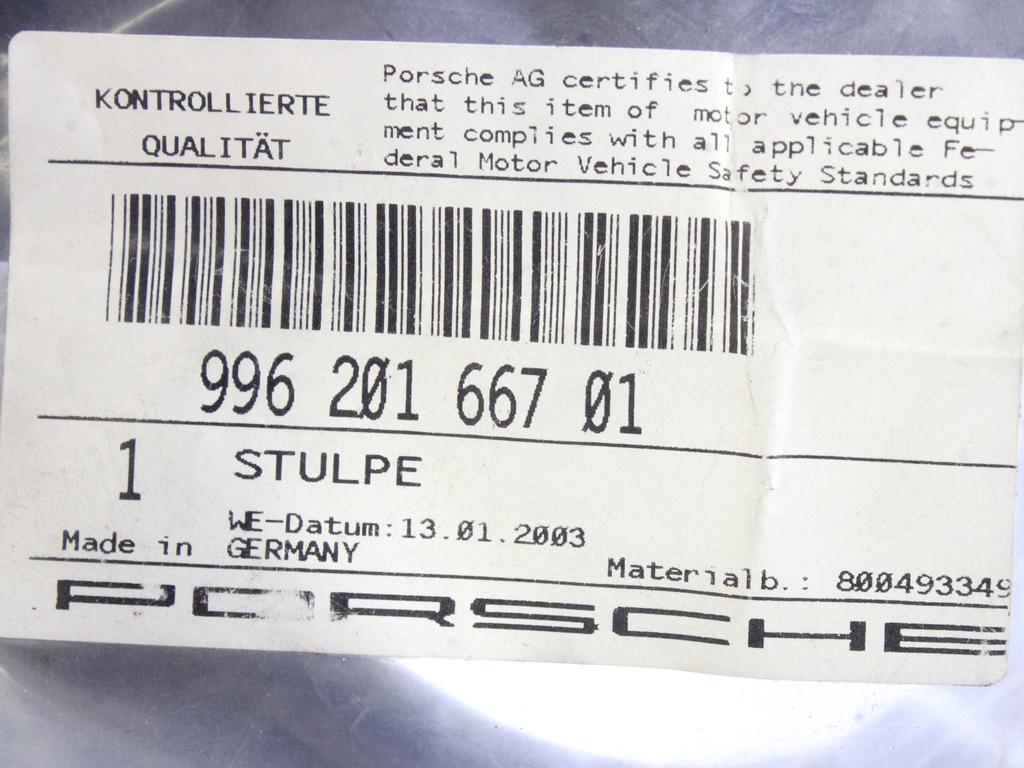 KONTROLLIERTE
QUALITÄT
Porsche AG certifies to the dealer
that this item of motor vehicle equip-
ment complies with all applicable Fe-
deral Motor Vehicle Safety Standards
996 201 667 01
1 STULPE
WE-Datum:13.01.2003
Made in GERMANY
Materialb.: 800493349
PORSCHE